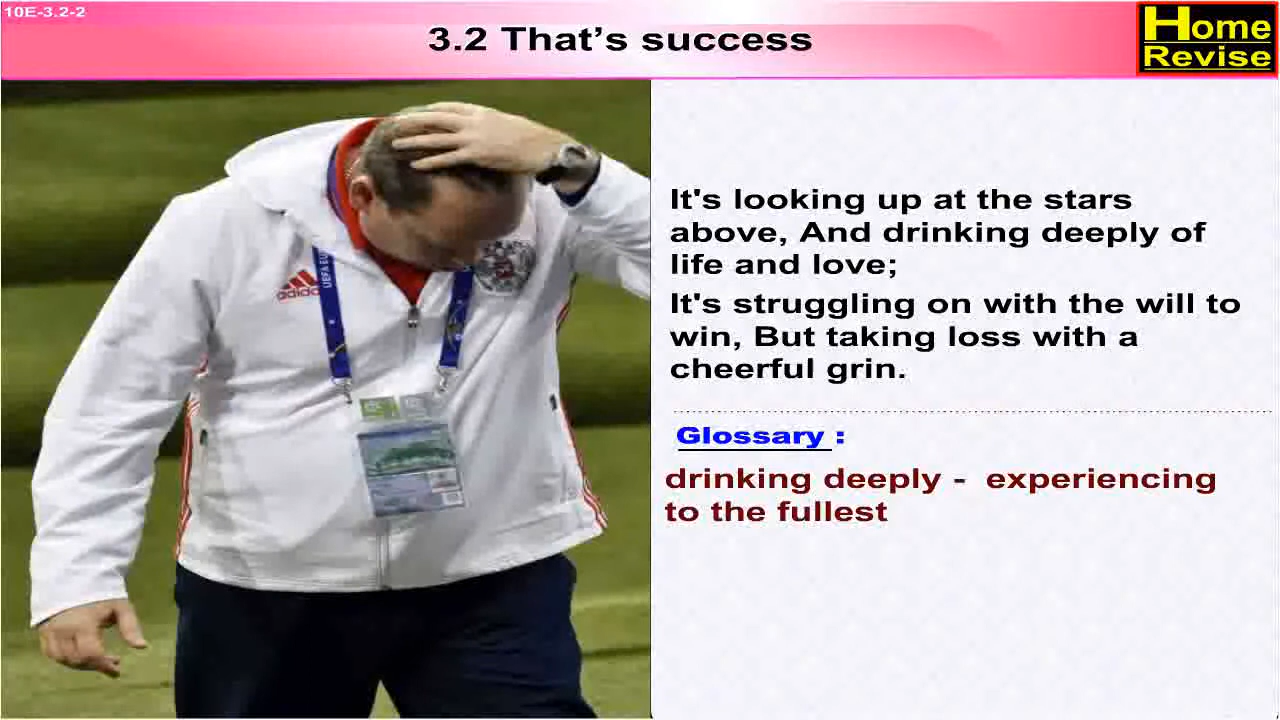 10E-3.2-2
3.2 That’s success
Home
Revise
It's looking up at the stars
above, And drinking deeply of
life and love;
It's struggling on with the will to
win, But taking loss with a
cheerful grin.
Glossary :
drinking deeply - experiencing
to the fullest
adidas